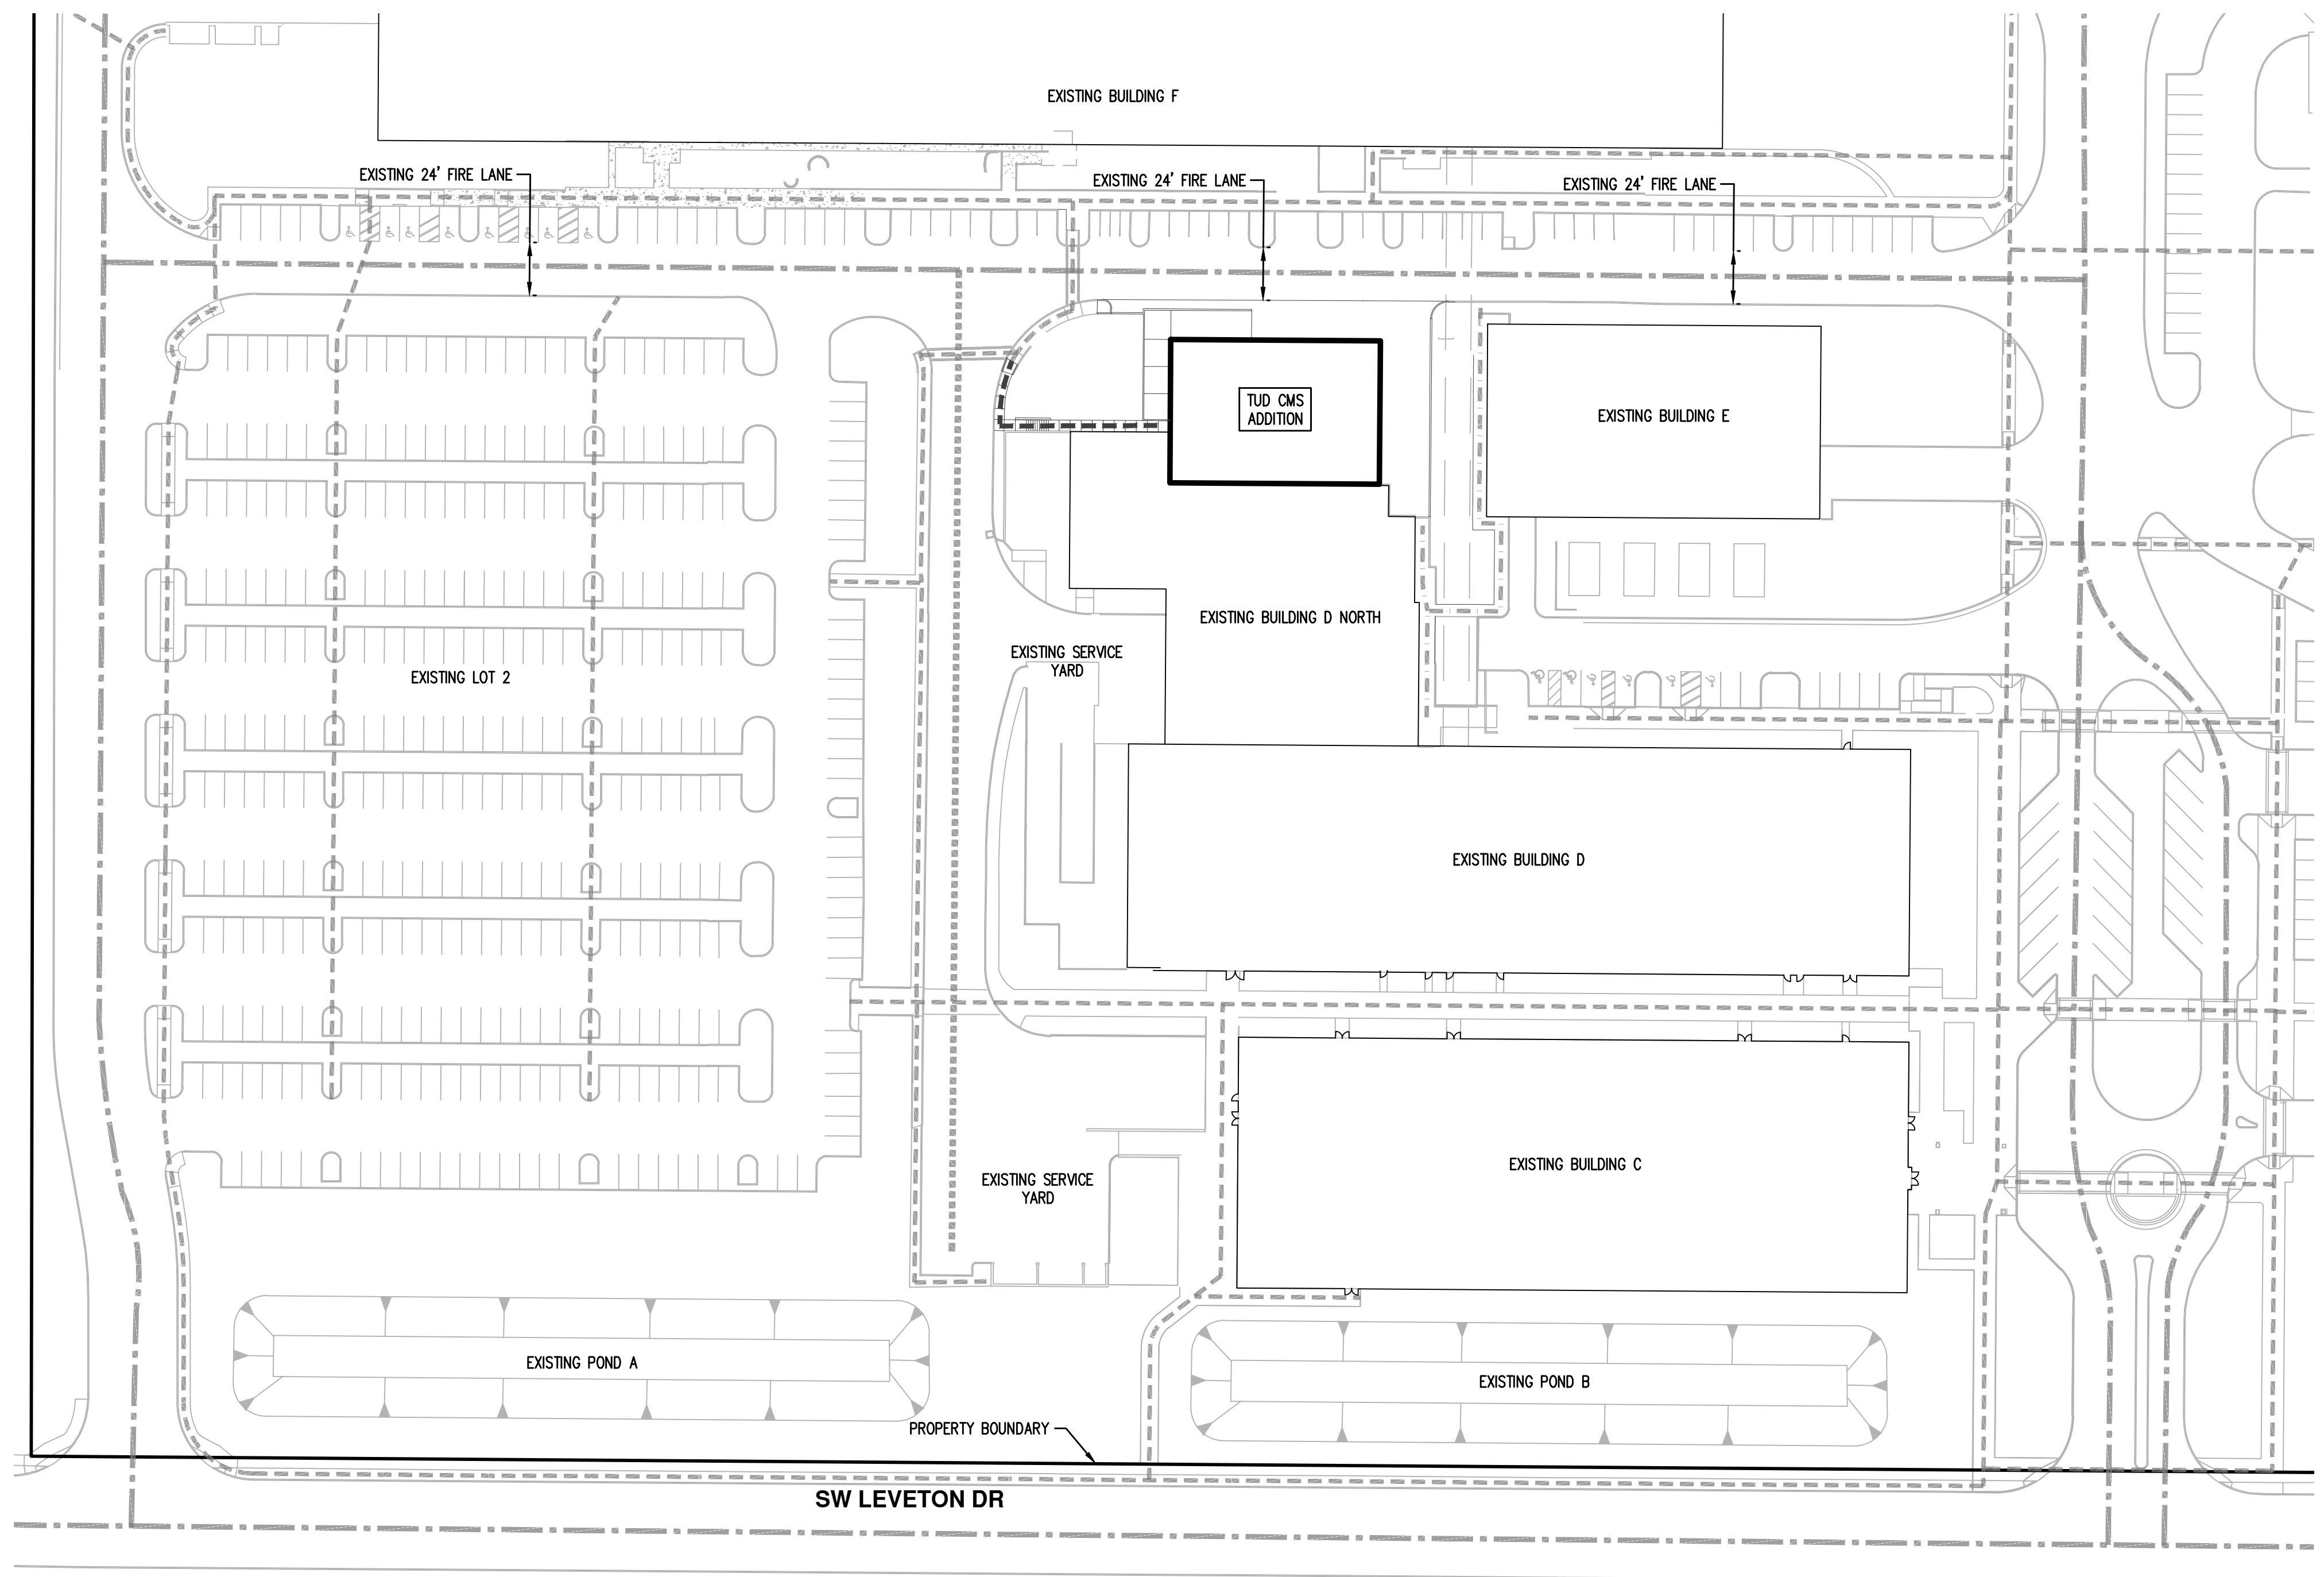 EXISTING BUILDING F
EXISTING 24' FIRE LANE
EXISTING 24' FIRE LANE
EXISTING 24' FIRE LANE
TUD CMS
ADDITION
EXISTING BUILDING E
EXISTING BUILDING D NORTH
EXISTING SERVICE
YARD
EXISTING LOT 2
EXISTING BUILDING D
EXISTING BUILDING C
EXISTING SERVICE
YARD
EXISTING POND A
EXISTING POND B
PROPERTY BOUNDARY
SW LEVETON DR